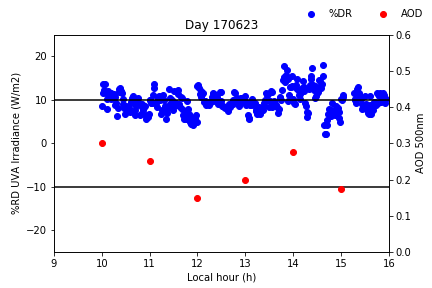 %DR AOD
Day 170623
%RD UVA Irradiance (W/m2)
20
10
0
−10
−20
0.6
0.5
0.4
0.3
0.2
0.1
0.0
AOD 500nm
9 10 11 12 13 14 15 16
Local hour (h)